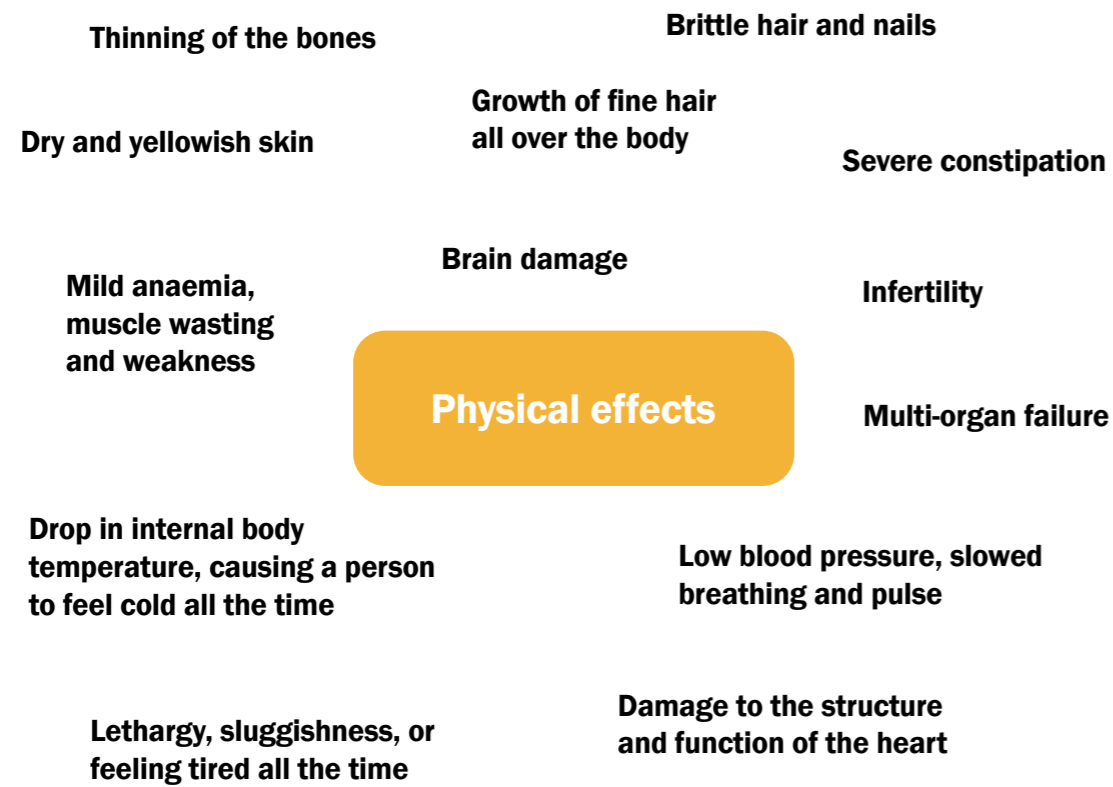 Thinning of the bones
Brittle hair and nails
Growth of fine hair
all over the body
Dry and yellowish skin
Severe constipation
Brain damage
Mild anaemia,
muscle wasting
and weakness
Infertility
Physical effects
Multi-organ failure
Drop in internal body
temperature, causing a person
to feel cold all the time
Low blood pressure, slowed
breathing and pulse
Lethargy, sluggishness, or
feeling tired all the time
Damage to the structure
and function of the heart